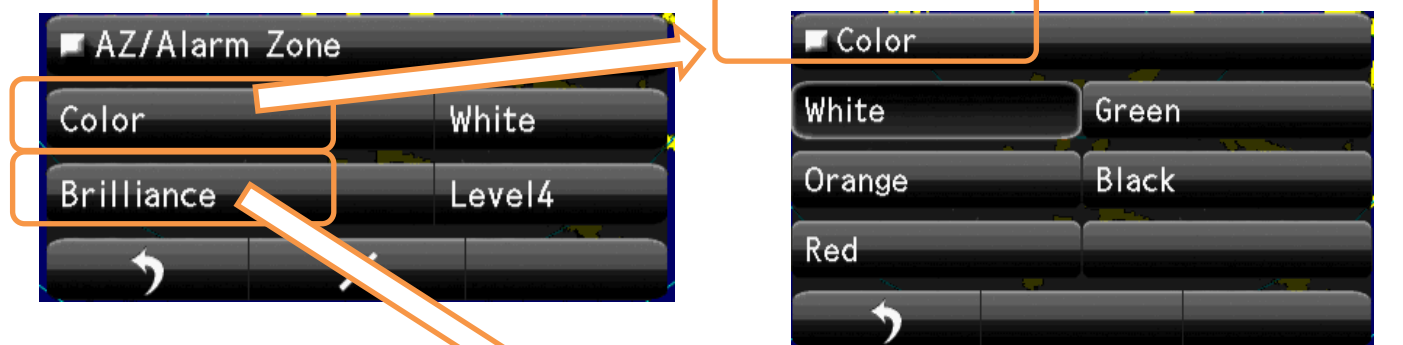 AZ/Alarm Zone
Color White
Brilliance Level4
Color
White Green
Orange Black
Red